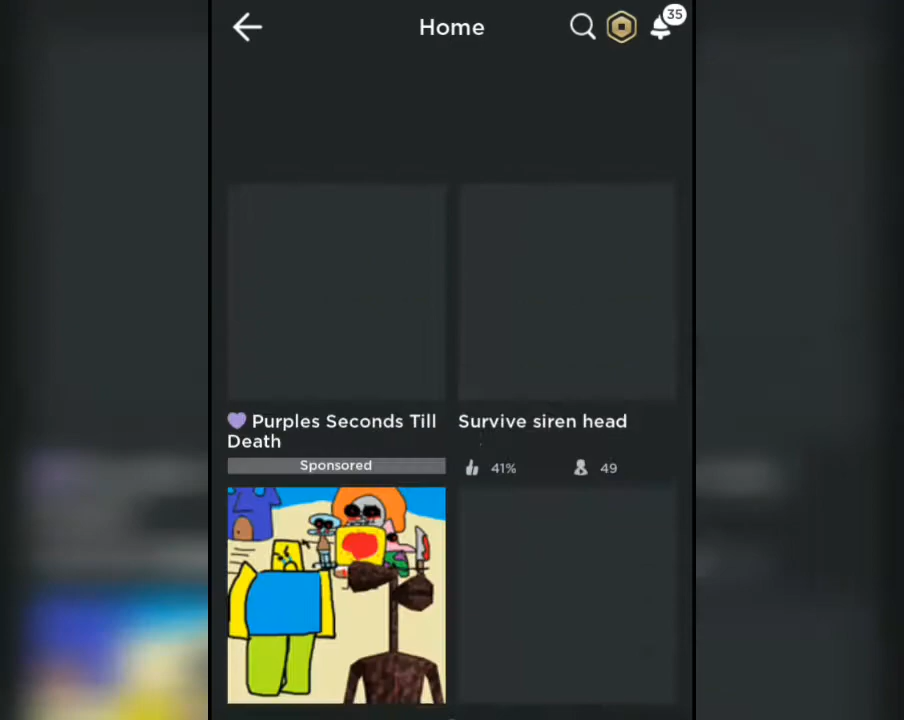 Home
35
💜 Purples Seconds Till
Death
Survive siren head
Sponsored
41%
49